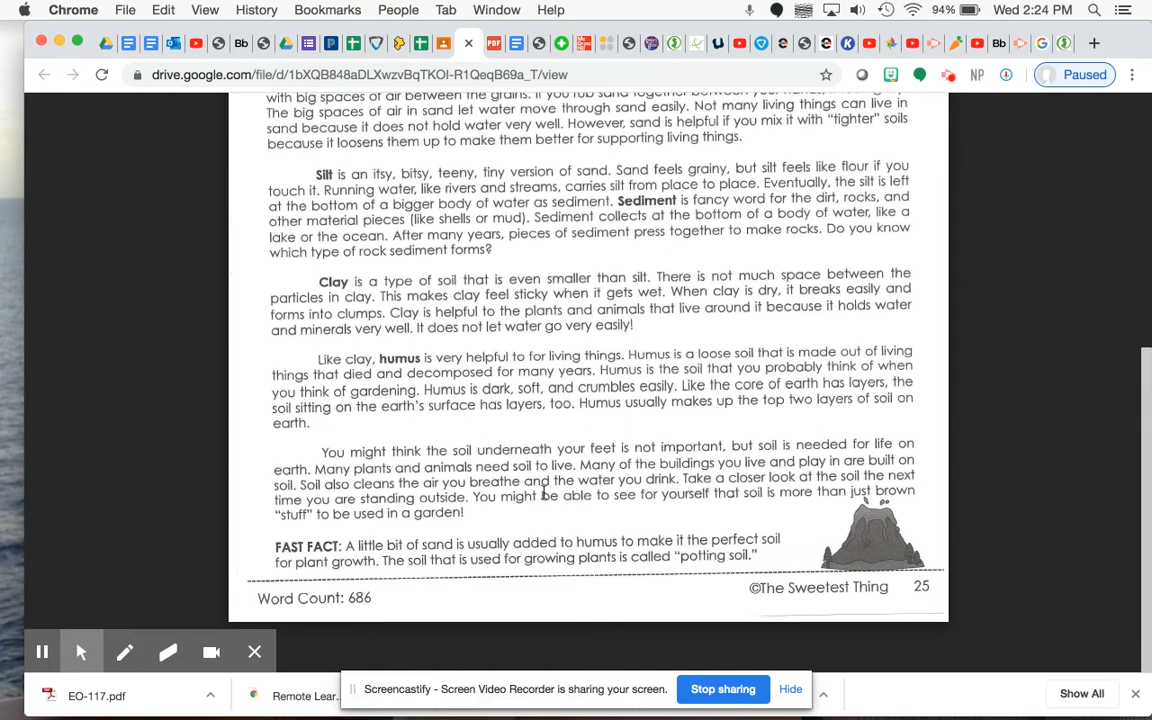 Chrome File Edit View History Bookmarks People Tab Window Help 94% Wed 2:24 PM
drive.google.com/file/d/1bXQB848aDLXwzvBqTKOI-R1QeqB69a_T/view NP Paused
with big spaces of air between the grains. If you rub sand together between your
The big spaces of air in sand let water move through sand easily. Not many living things can live in
sand because it does not hold water very well. However, sand is helpful if you mix it with "tighter" soils
because it loosens them up to make them better for supporting living things.
Silt is an itsy, bitsy, teeny, tiny version of sand. Sand feels grainy, but silt feels like flour if you
touch it. Running water, like rivers and streams, carries silt from place to place. Eventually, the silt is left
at the bottom of a bigger body of water as sediment. Sediment is fancy word for the dirt, rocks, and
other material pieces (like shells or mud). Sediment collects at the bottom of a body of water, like a
lake or the ocean. After many years, pieces of sediment press together to make rocks. Do you know
which type of rock sediment forms?
Clay is a type of soil that is even smaller than silt. There is not much space between the
particles in clay. This makes clay feel sticky when it gets wet. When clay is dry, it breaks easily and
forms into clumps. Clay is helpful to the plants and animals that live around it because it holds water
and minerals very well. It does not let water go very easily!
Like clay, humus is very helpful to for living things. Humus is a loose soil that is made out of living
things that died and decomposed for many years. Humus is the soil that you probably think of when
you think of gardening. Humus is dark, soft, and crumbles easily. Like the core of earth has layers, the
soil sitting on the earth's surface has layers, too. Humus usually makes up the top two layers of soil on
earth.
You might think the soil underneath your feet is not important, but soil is needed for life on
earth. Many plants and animals need soil to live. Many of the buildings you live and play in are built on
soil. Soil also cleans the air you breathe and the water you drink. Take a closer look at the soil the next
time you are standing outside. You might be able to see for yourself that soil is more than just brown
"stuff" to be used in a garden!
FAST FACT: A little bit of sand is usually added to humus to make it the perfect soil
for plant growth. The soil that is used for growing plants is called "potting soil."
Word Count: 686 ©The Sweetest Thing 25
EO-117.pdf Remote Lear... Screencastify - Screen Video Recorder is sharing your screen. Stop sharing Hide Show All